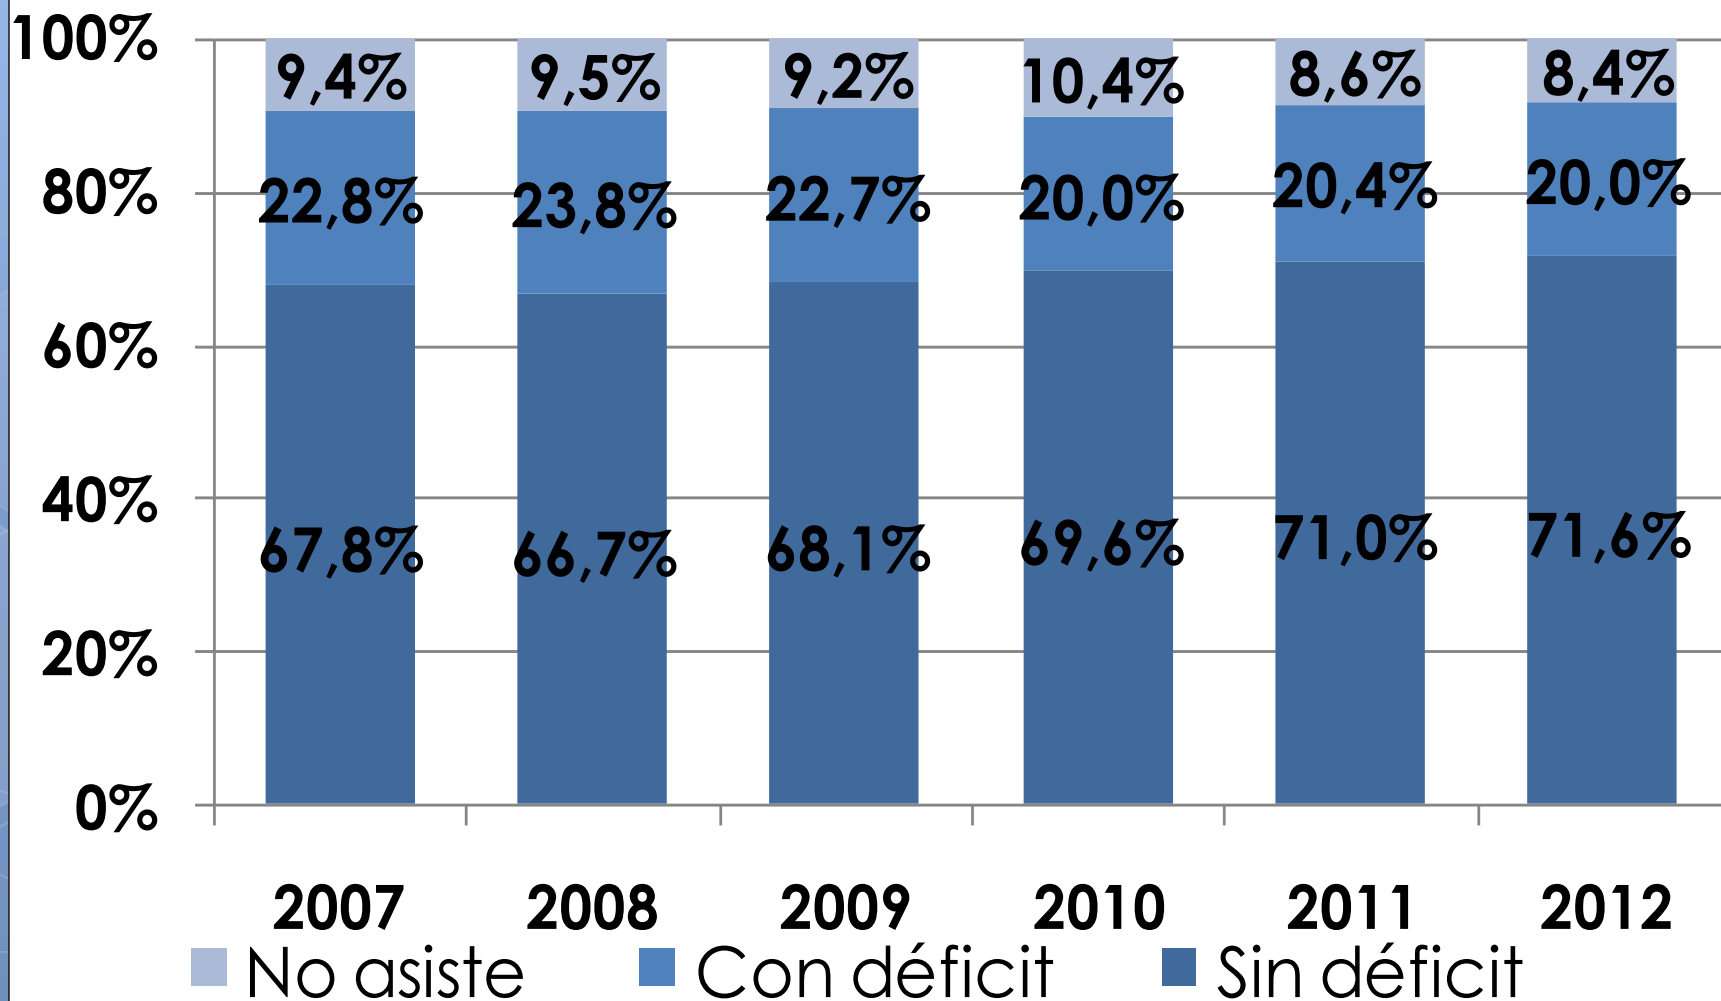 100%
9,4% 9,5% 9,2% 10,4% 8,6% 8,4%
80%
22,8% 23,8% 22,7% 20,0% 20,4% 20,0%
60%
40%
67,8% 66,7% 68,1% 69,6% 71,0% 71,6%
20%
0%
2007 2008 2009 2010 2011 2012
No asiste Con déficit Sin déficit